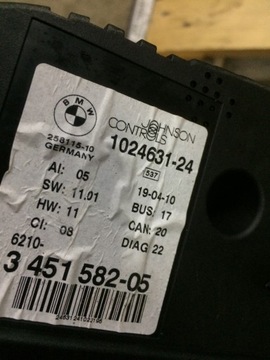 BMW
JOHNSON
CONTROLS
258115-10
GERMANY
1024631-24
537
AI: 05
19-04-10
SW: 11.01
BUS: 17
HW: 11
CAN: 20
CI: 08
DIAG: 22
6210-
3 451 582-05